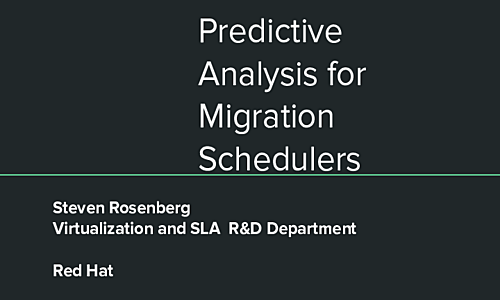 Predictive
Analysis for
Migration
Schedulers
Steven Rosenberg
Virtualization and SLA  R&D Department
Red Hat